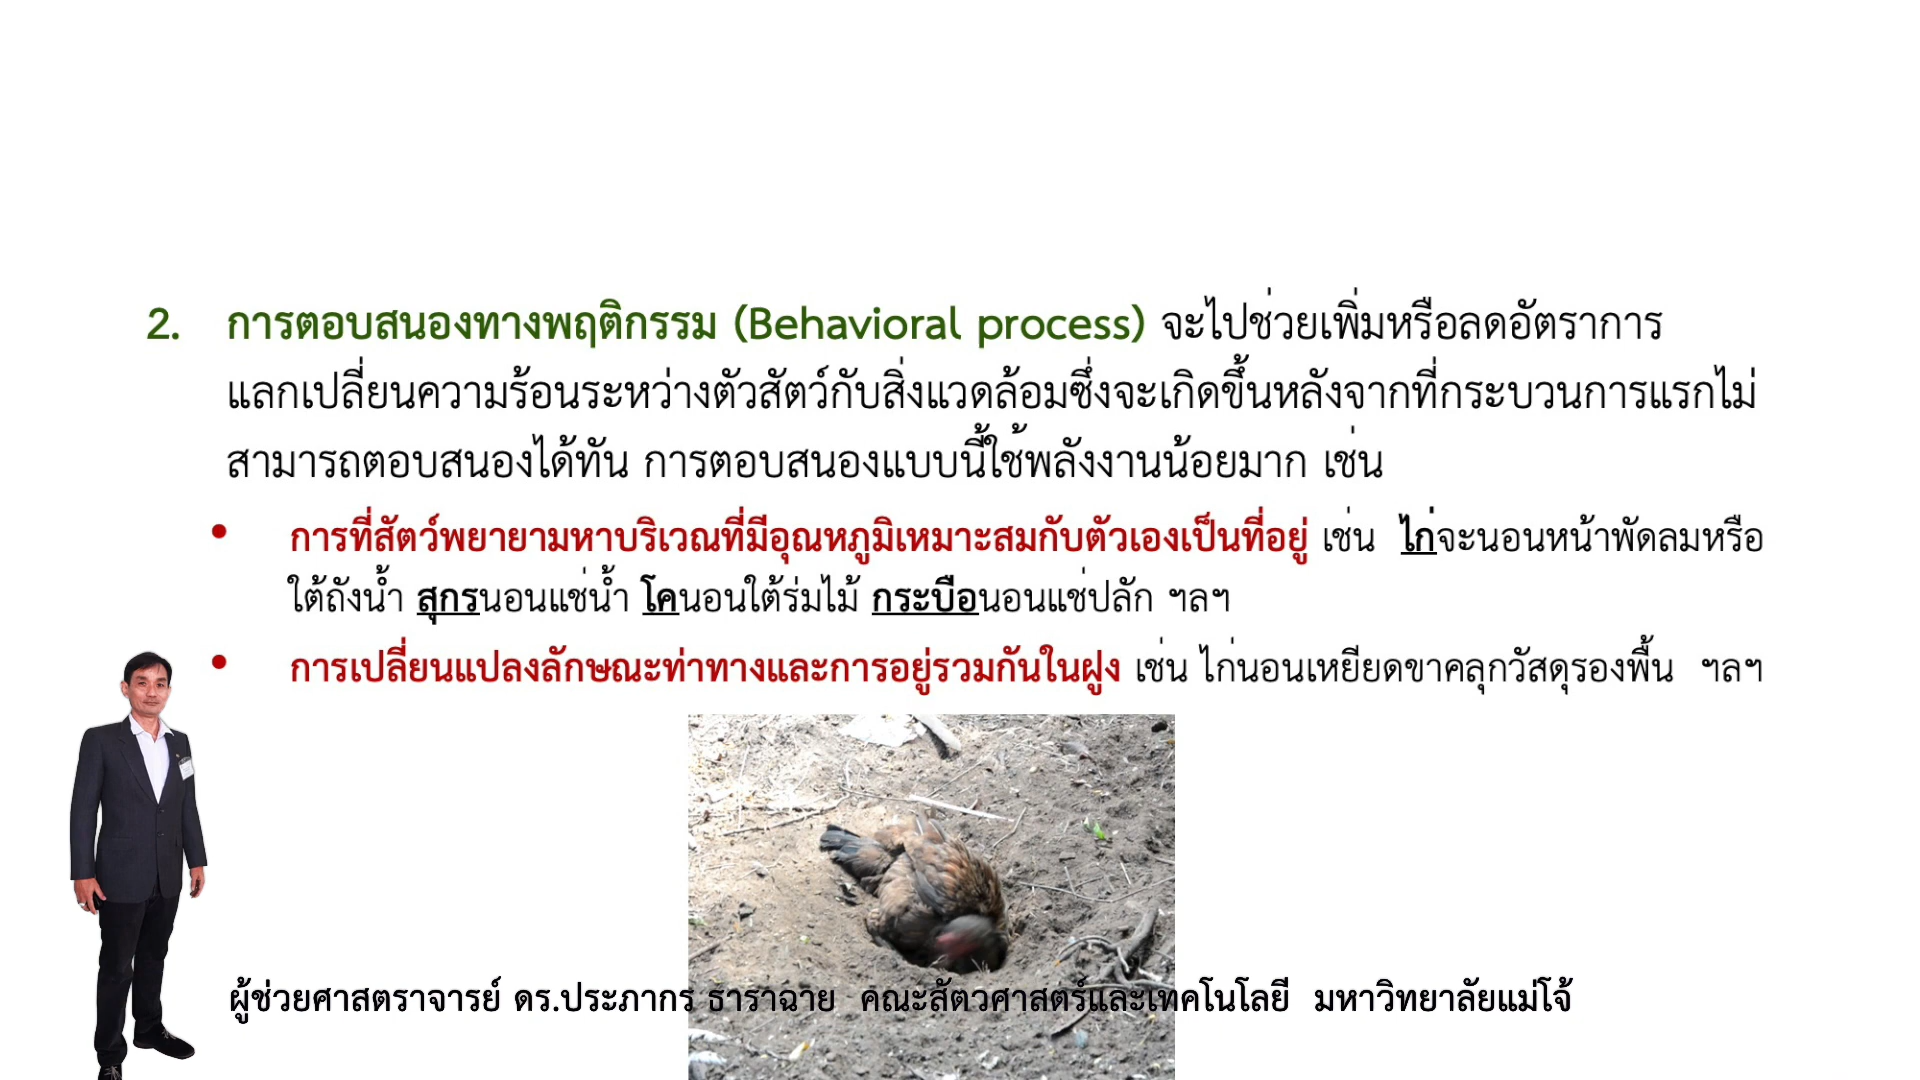 2. การตอบสนองทางพฤติกรรม (Behavioral process) จะไปช่วยเพิ่มหรือลดอัตราการ
แลกเปลี่ยนความร้อนระหว่างตัวสัตว์กับสิ่งแวดล้อมซึ่งจะเกิดขึ้นหลังจากที่กระบวนการแรกไม่
สามารถตอบสนองได้ทัน การตอบสนองแบบนี้ใช้พลังงานน้อยมาก เช่น
• การที่สัตว์พยายามหาบริเวณที่มีอุณหภูมิเหมาะสมกับตัวเองเป็นที่อยู่ เช่น ไก่จะนอนหน้าพัดลมหรือ
ใต้ถังน้ำ สุกรนอนแช่น้ำ โคนอนใต้ร่มไม้ กระบือนอนแช่ปลัก ฯลฯ
• การเปลี่ยนแปลงลักษณะท่าทางและการอยู่รวมกันในฝูง เช่น ไก่นอนเหยียดขาคลุกวัสดุรองพื้น ฯลฯ
ผู้ช่วยศาสตราจารย์ ดร.ประภากร ธาราฉาย คณะสัตวศาสตร์และเทคโนโลยี มหาวิทยาลัยแม่โจ้